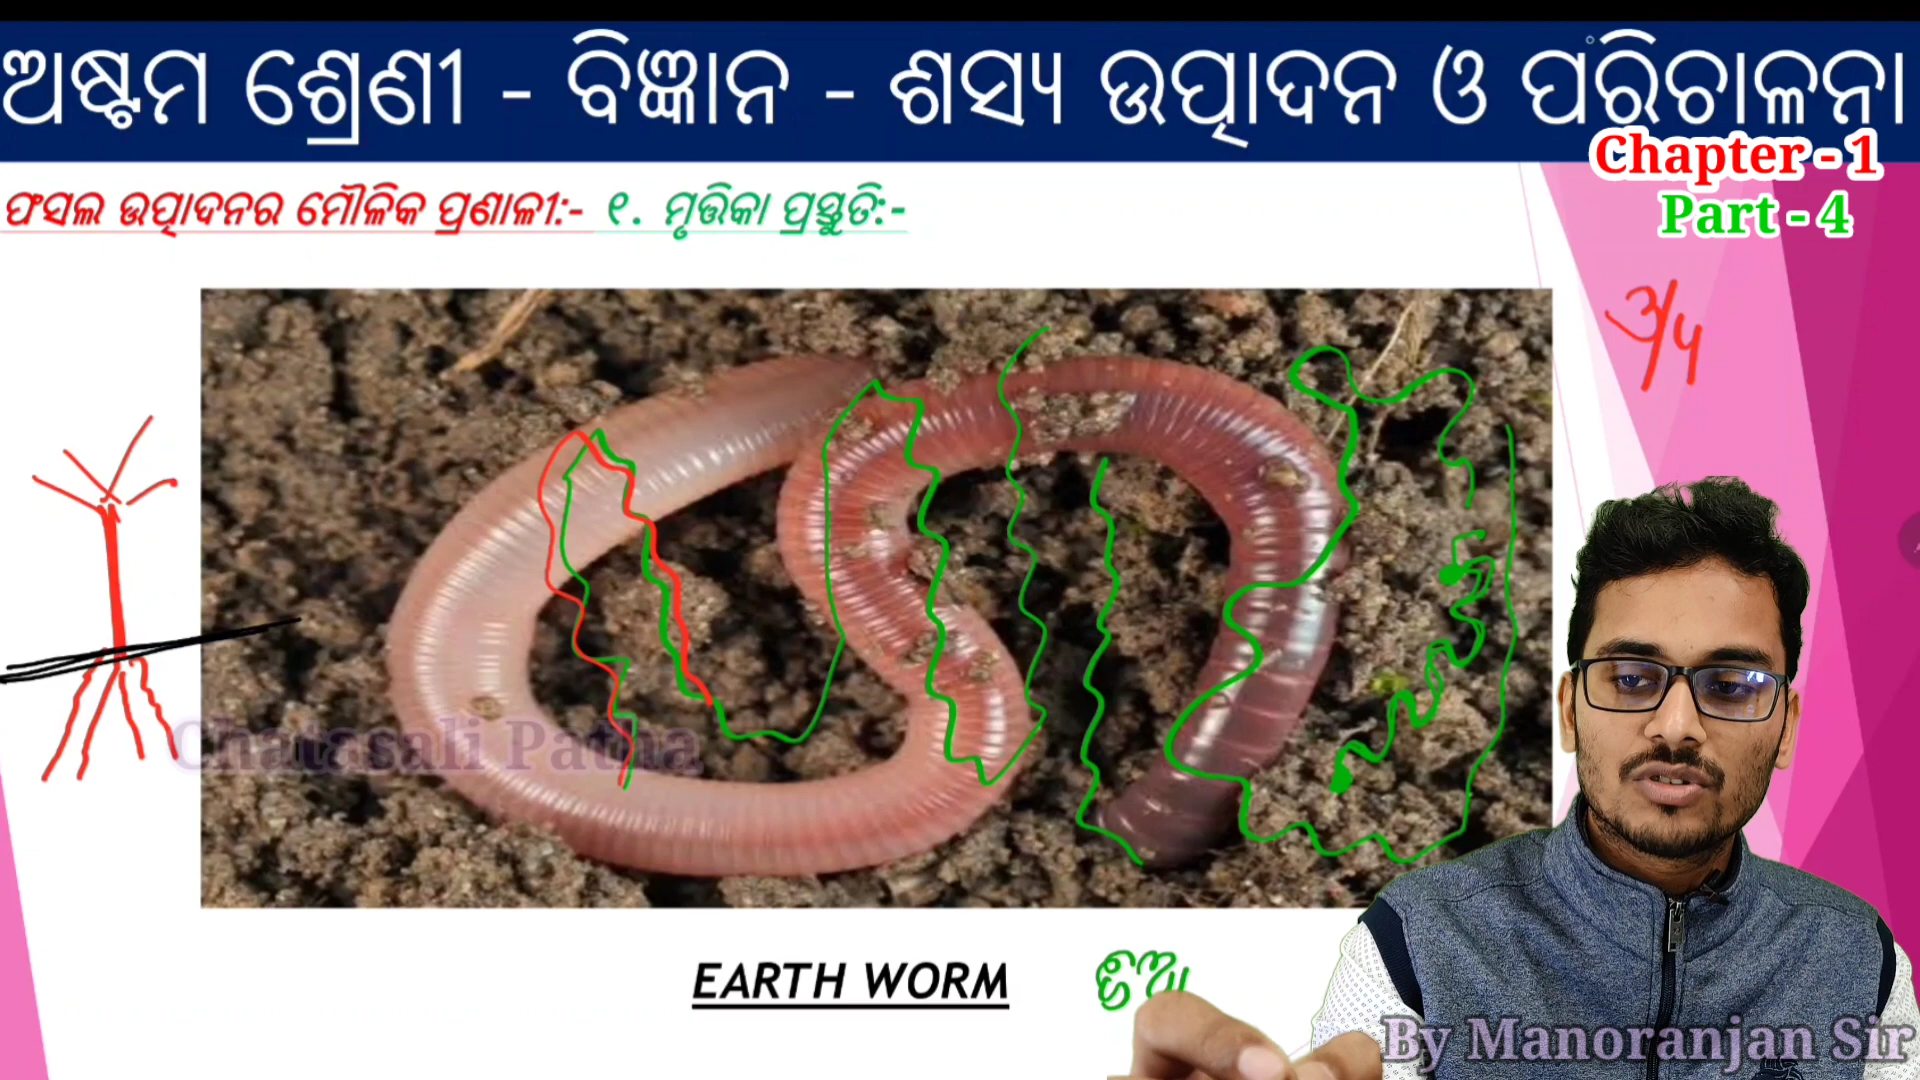 ଅଷ୍ଟମ ଶ୍ରେଣୀ - ବିଜ୍ଞାନ - ଶସ୍ୟ ଉତ୍ପାଦନ ଓ ପରିଚାଳନା
Chapter - 1
Part - 4
ଫସଲ ଉତ୍ପାଦନର ମୌଳିକ ପ୍ରଣାଳୀ:- ୧. ମୃତ୍ତିକା ପ୍ରସ୍ତୁତି:-
Chatasali Patha
EARTH WORM
By Manoranjan Sir